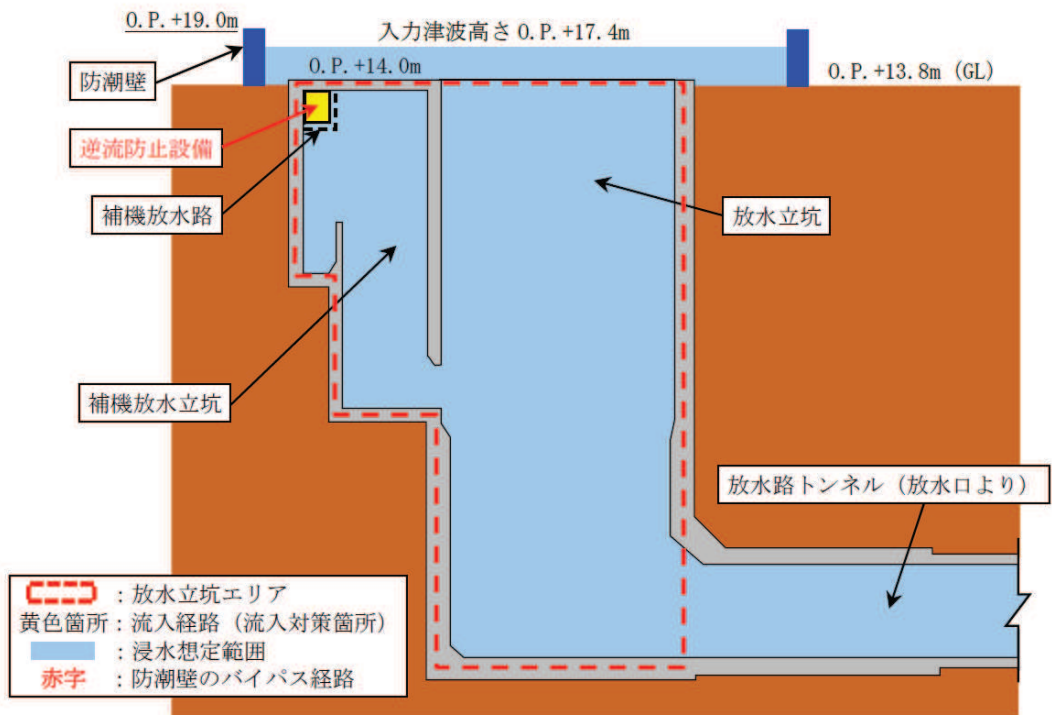 O.P.+19.0m
入力津波高さ O.P.+17.4m
防潮壁
O.P.+14.0m
O.P.+13.8m (GL)
逆流防止設備
補機放水路
放水立坑
補機放水立坑
放水路トンネル（放水口より）
：放水立坑エリア
黄色箇所：流入経路（流入対策箇所）
：浸水想定範囲
赤字：防潮壁のバイパス経路